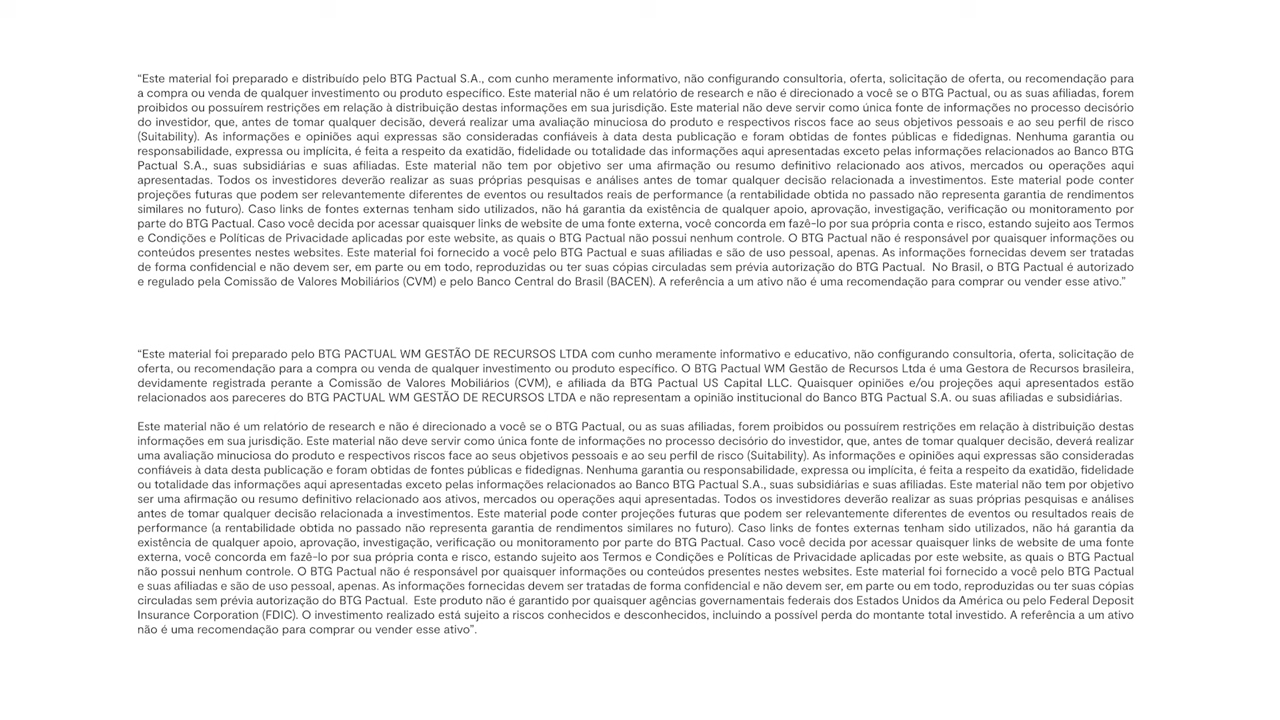 “Este material foi preparado e distribuído pelo BTG Pactual S.A., com cunho meramente informativo, não configurando consultoria, oferta, solicitação de oferta, ou recomendação para
a compra ou venda de qualquer investimento ou produto específico. Este material não é um relatório de research e não é direcionado a você se o BTG Pactual, ou as suas afiliadas, forem
proibidos ou possuírem restrições em relação à distribuição destas informações em sua jurisdição. Este material não deve servir como única fonte de informações no processo decisório
do investidor, que, antes de tomar qualquer decisão, deverá realizar uma avaliação minuciosa do produto e respectivos riscos face ao seus objetivos pessoais e ao seu perfil de risco
(Suitability). As informações e opiniões aqui expressas são consideradas confiáveis à data desta publicação e foram obtidas de fontes públicas e fidedignas. Nenhuma garantia ou
responsabilidade, expressa ou implícita, é feita a respeito da exatidão, fidelidade ou totalidade das informações aqui apresentadas exceto pelas informações relacionados ao Banco BTG
Pactual S.A., suas subsidiárias e suas afiliadas. Este material não tem por objetivo ser uma afirmação ou resumo definitivo relacionado aos ativos, mercados ou operações aqui
apresentadas. Todos os investidores deverão realizar as suas próprias pesquisas e análises antes de tomar qualquer decisão relacionada a investimentos. Este material pode conter
projeções futuras que podem ser relevantemente diferentes de eventos ou resultados reais de performance (a rentabilidade obtida no passado não representa garantia de rendimentos
similares no futuro). Caso links de fontes externas tenham sido utilizados, não há garantia da existência de qualquer apoio, aprovação, investigação, verificação ou monitoramento por
parte do BTG Pactual. Caso você decida por acessar quaisquer links de website de uma fonte externa, você concorda em fazê-lo por sua própria conta e risco, estando sujeito aos Termos
e Condições e Políticas de Privacidade aplicadas por este website, as quais o BTG Pactual não possui nenhum controle. O BTG Pactual não é responsável por quaisquer informações ou
conteúdos presentes nestes websites. Este material foi fornecido a você pelo BTG Pactual e suas afiliadas e são de uso pessoal, apenas. As informações fornecidas devem ser tratadas
de forma confidencial e não devem ser, em parte ou em todo, reproduzidas ou ter suas cópias circuladas sem prévia autorização do BTG Pactual.  No Brasil, o BTG Pactual é autorizado
e regulado pela Comissão de Valores Mobiliários (CVM) e pelo Banco Central do Brasil (BACEN). A referência a um ativo não é uma recomendação para comprar ou vender esse ativo.”
“Este material foi preparado pelo BTG PACTUAL WM GESTÃO DE RECURSOS LTDA com cunho meramente informativo e educativo, não configurando consultoria, oferta, solicitação de
oferta, ou recomendação para a compra ou venda de qualquer investimento ou produto específico. O BTG Pactual WM Gestão de Recursos Ltda é uma Gestora de Recursos brasileira,
devidamente registrada perante a Comissão de Valores Mobiliários (CVM), e afiliada da BTG Pactual US Capital LLC. Quaisquer opiniões e/ou projeções aqui apresentados estão
relacionados aos pareceres do BTG PACTUAL WM GESTÃO DE RECURSOS LTDA e não representam a opinião institucional do Banco BTG Pactual S.A. ou suas afiliadas e subsidiárias.
Este material não é um relatório de research e não é direcionado a você se o BTG Pactual, ou as suas afiliadas, forem proibidos ou possuírem restrições em relação à distribuição destas
informações em sua jurisdição. Este material não deve servir como única fonte de informações no processo decisório do investidor, que, antes de tomar qualquer decisão, deverá realizar
uma avaliação minuciosa do produto e respectivos riscos face ao seus objetivos pessoais e ao seu perfil de risco (Suitability). As informações e opiniões aqui expressas são consideradas
confiáveis à data desta publicação e foram obtidas de fontes públicas e fidedignas. Nenhuma garantia ou responsabilidade, expressa ou implícita, é feita a respeito da exatidão, fidelidade
ou totalidade das informações aqui apresentadas exceto pelas informações relacionados ao Banco BTG Pactual S.A., suas subsidiárias e suas afiliadas. Este material não tem por objetivo
ser uma afirmação ou resumo definitivo relacionado aos ativos, mercados ou operações aqui apresentadas. Todos os investidores deverão realizar as suas próprias pesquisas e análises
antes de tomar qualquer decisão relacionada a investimentos. Este material pode conter projeções futuras que podem ser relevantemente diferentes de eventos ou resultados reais de
performance (a rentabilidade obtida no passado não representa garantia de rendimentos similares no futuro). Caso links de fontes externas tenham sido utilizados, não há garantia da
existência de qualquer apoio, aprovação, investigação, verificação ou monitoramento por parte do BTG Pactual. Caso você decida por acessar quaisquer links de website de uma fonte
externa, você concorda em fazê-lo por sua própria conta e risco, estando sujeito aos Termos e Condições e Políticas de Privacidade aplicadas por este website, as quais o BTG Pactual
não possui nenhum controle. O BTG Pactual não é responsável por quaisquer informações ou conteúdos presentes nestes websites. Este material foi fornecido a você pelo BTG Pactual
e suas afiliadas e são de uso pessoal, apenas. As informações fornecidas devem ser tratadas de forma confidencial e não devem ser, em parte ou em todo, reproduzidas ou ter suas cópias
circuladas sem prévia autorização do BTG Pactual.  Este produto não é garantido por quaisquer agências governamentais federais dos Estados Unidos da América ou pelo Federal Deposit
Insurance Corporation (FDIC). O investimento realizado está sujeito a riscos conhecidos e desconhecidos, incluindo a possível perda do montante total investido. A referência a um ativo
não é uma recomendação para comprar ou vender esse ativo”.